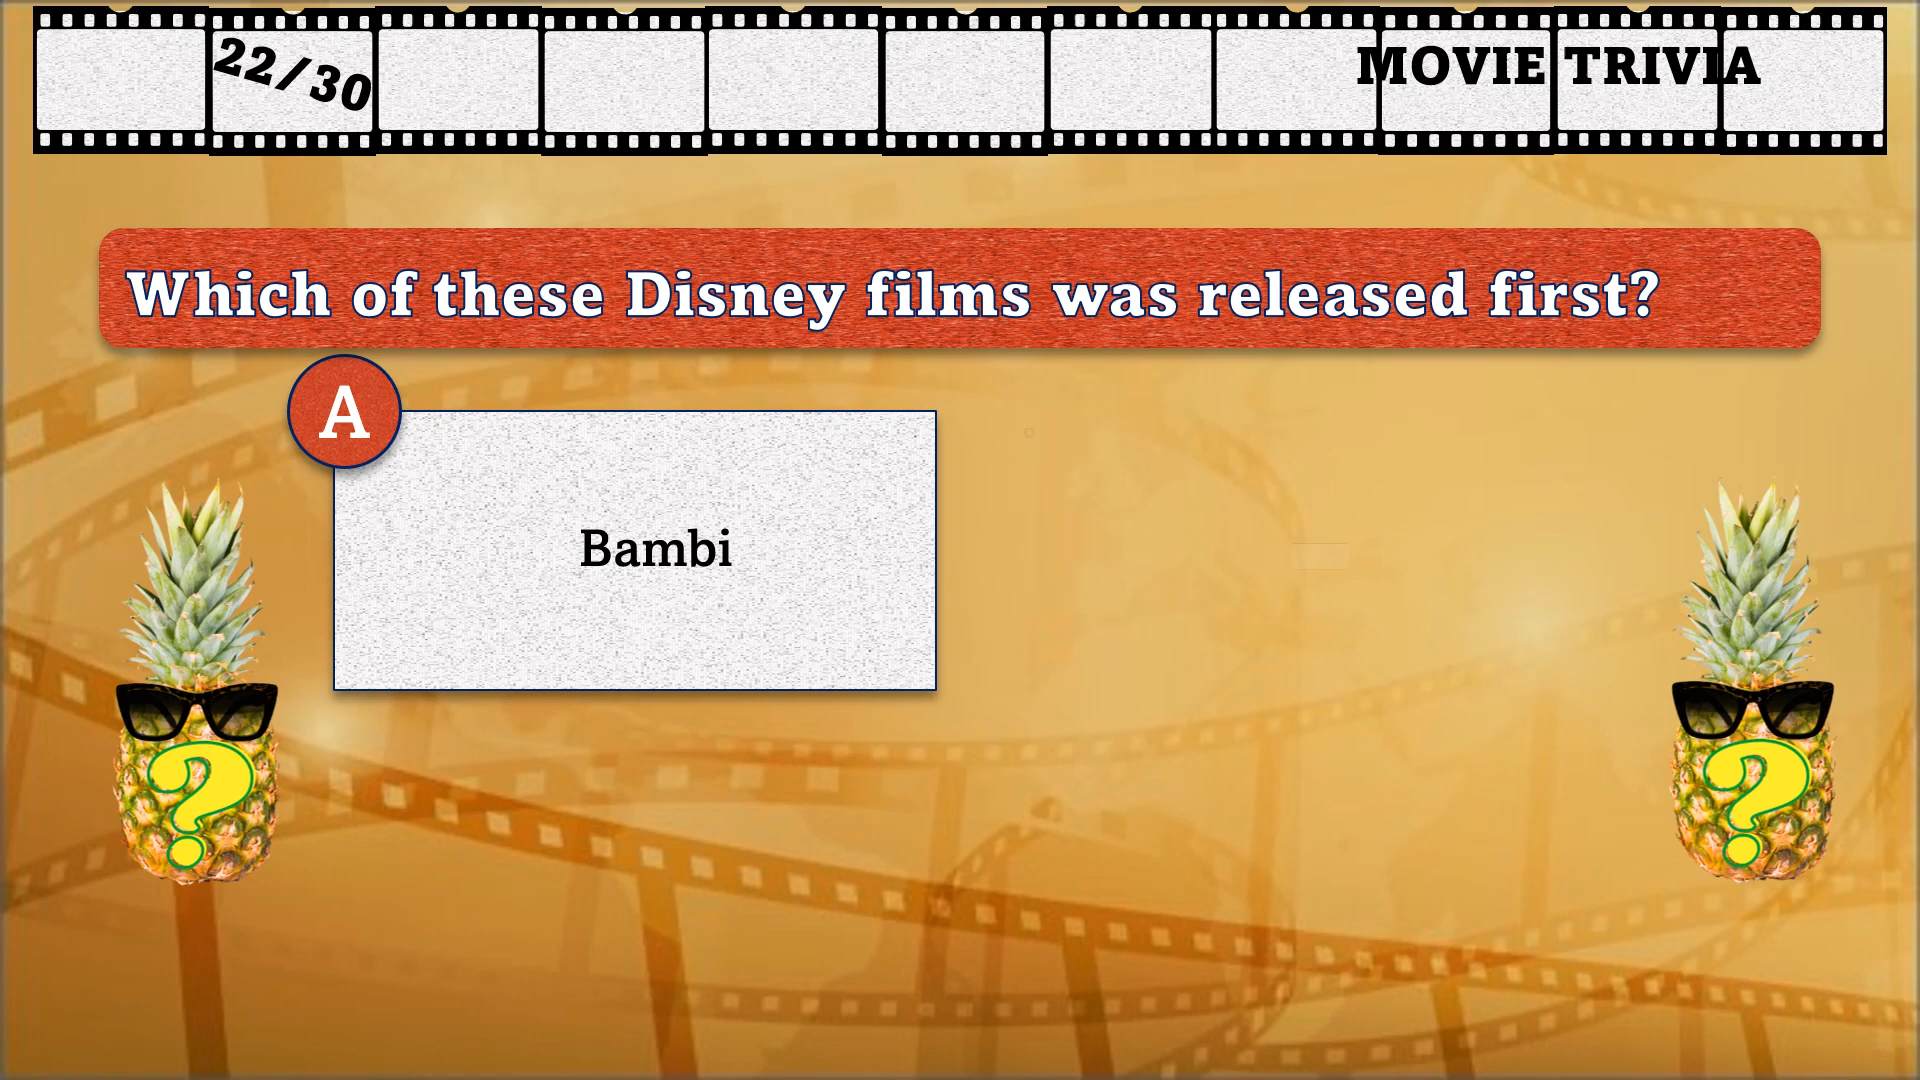 22/30
MOVIE TRIVIA
Which of these Disney films was released first?
A
Bambi
?
?